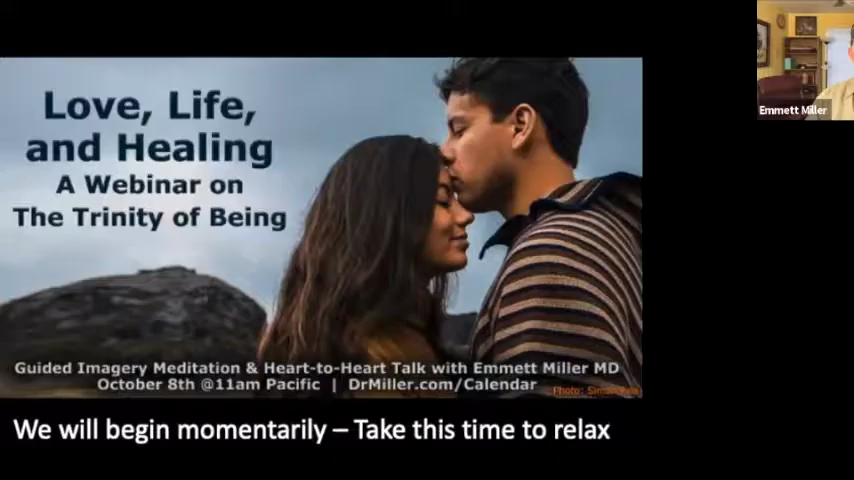 Love, Life,
and Healing
A Webinar on
The Trinity of Being
Guided Imagery Meditation & Heart-to-Heart Talk with Emmett Miller MD
October 8th @11am Pacific | DrMiller.com/Calendar
Photo:
We will begin momentarily – Take this time to relax
Emmett Miller